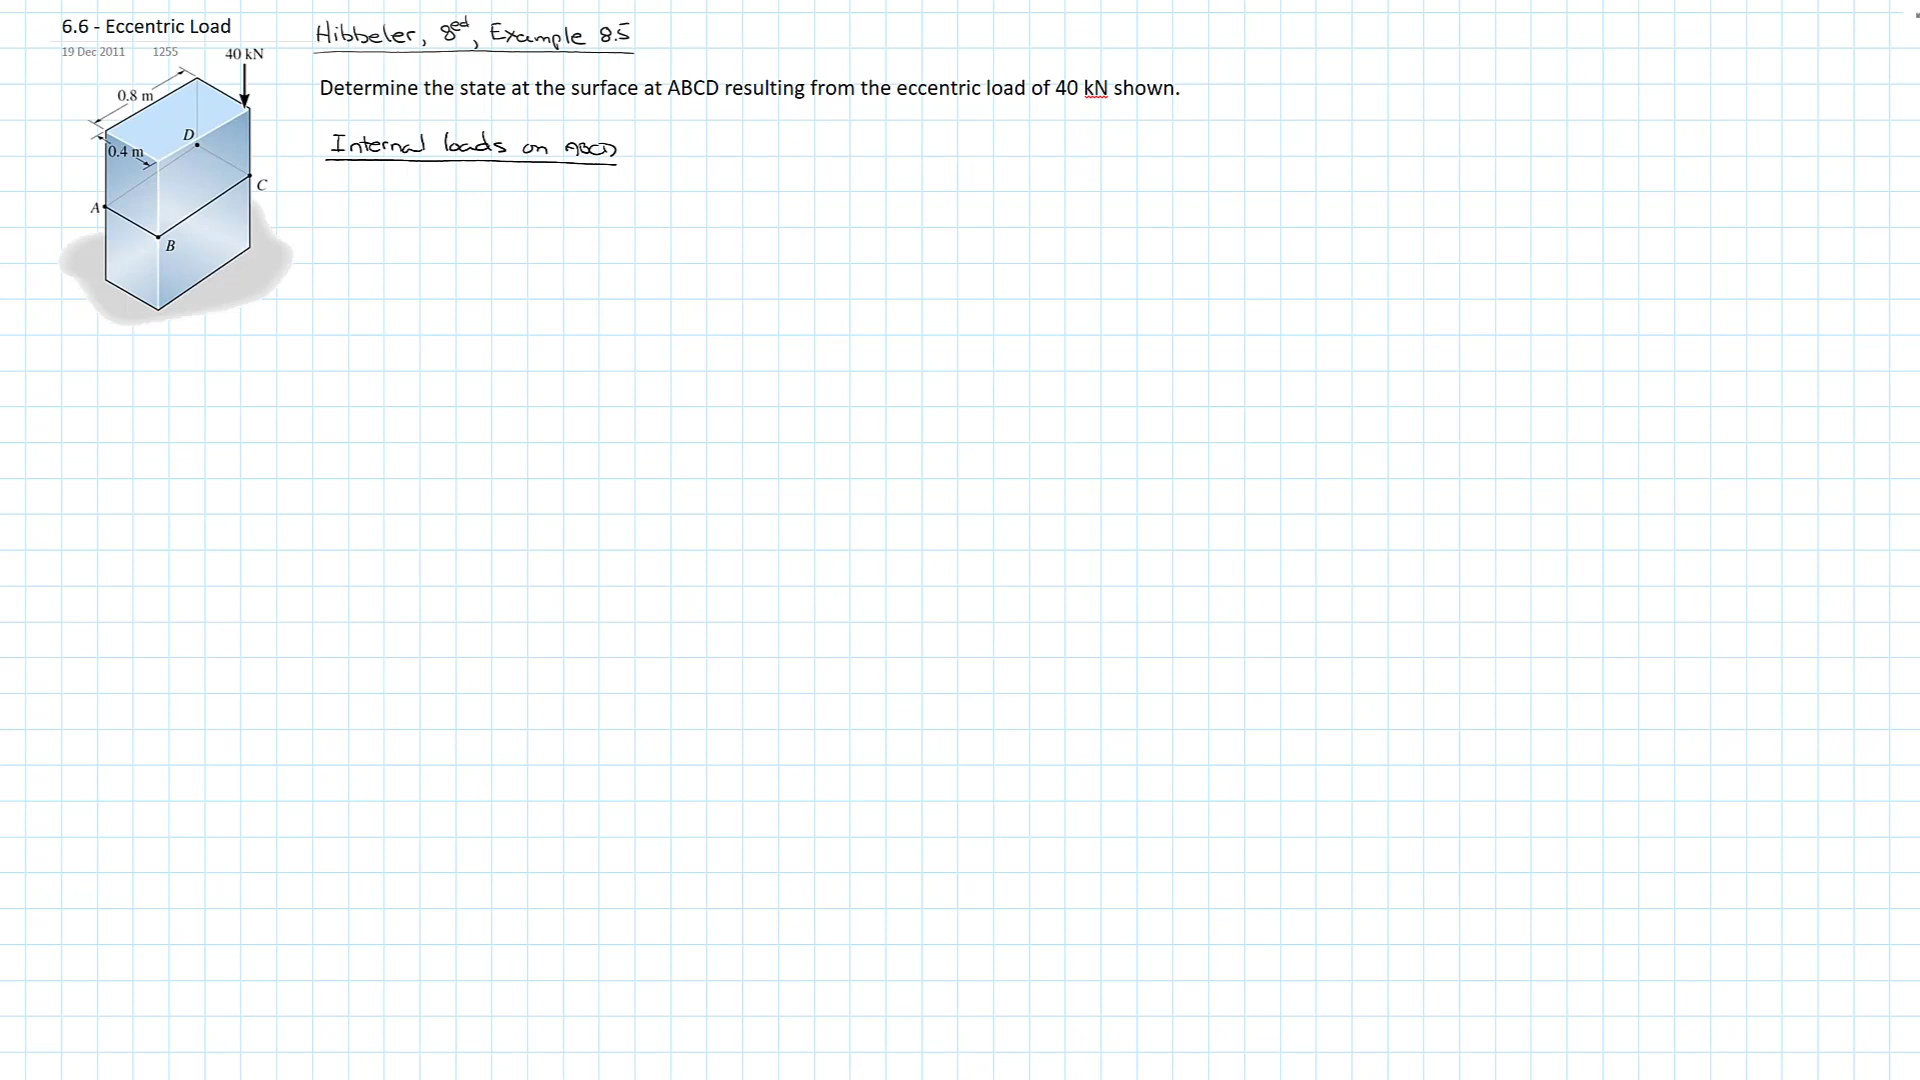 6.6 - Eccentric Load
19 Dec 2011 1255
Hibbeler, 8ed, Example 8.5
Determine the state at the surface at ABCD resulting from the eccentric load of 40 kN shown.
Internal loads on ABCD
40 kN
0.8 m
0.4 m
D
C
A
B